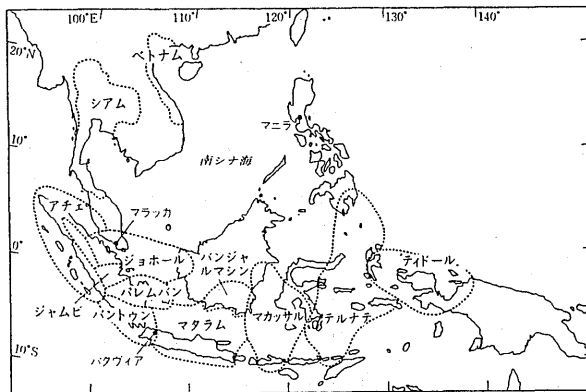 100°E 110° 120° 130° 140°
20°N
ベトナム
シアム
マニラ
10°
南シナ海
アチェ
マラッカ
0°
ジョホール
バンジャ
ルマシン
ティドール
パレムバン
ジャムビ
バントゥン
マタラム
マカッサル
テルナテ
バタヴィア
10°S